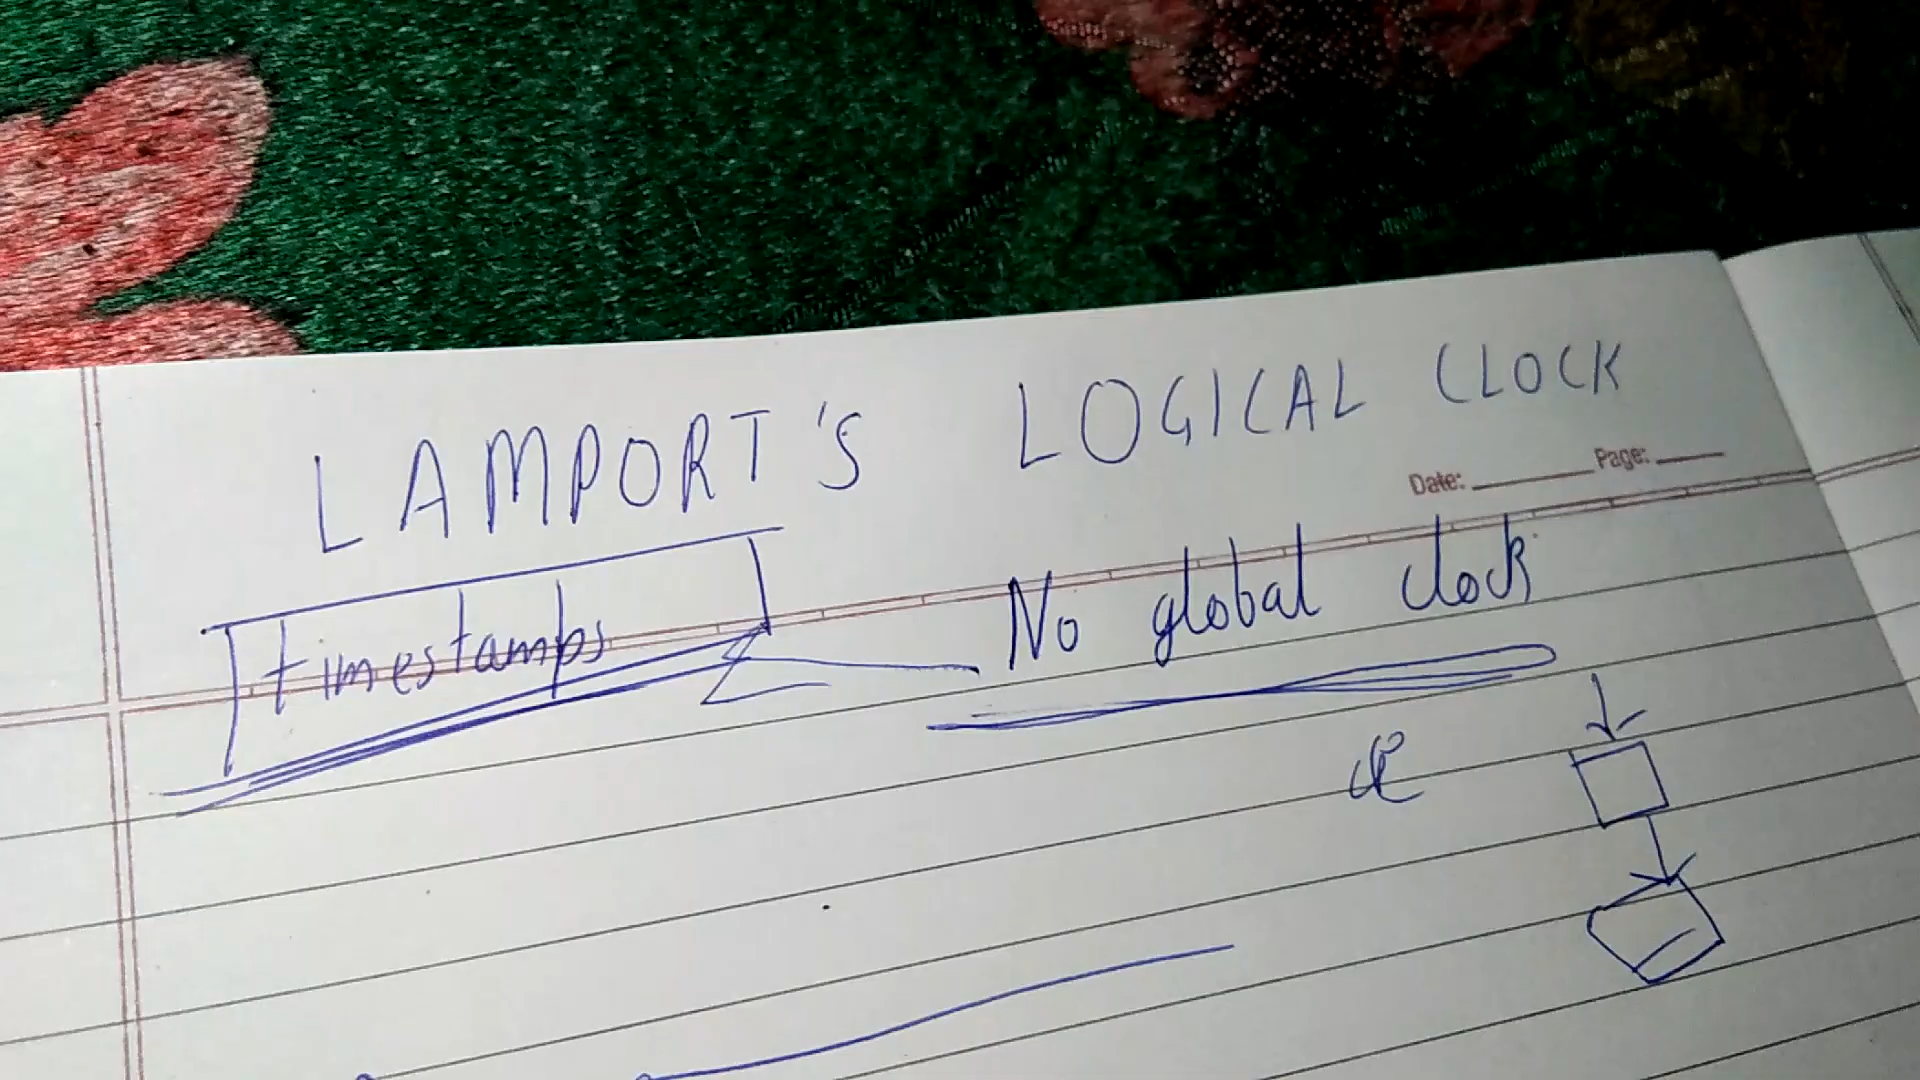 LAMPORT'S LOGICAL CLOCK
Date: Page:
timestamps No global clock